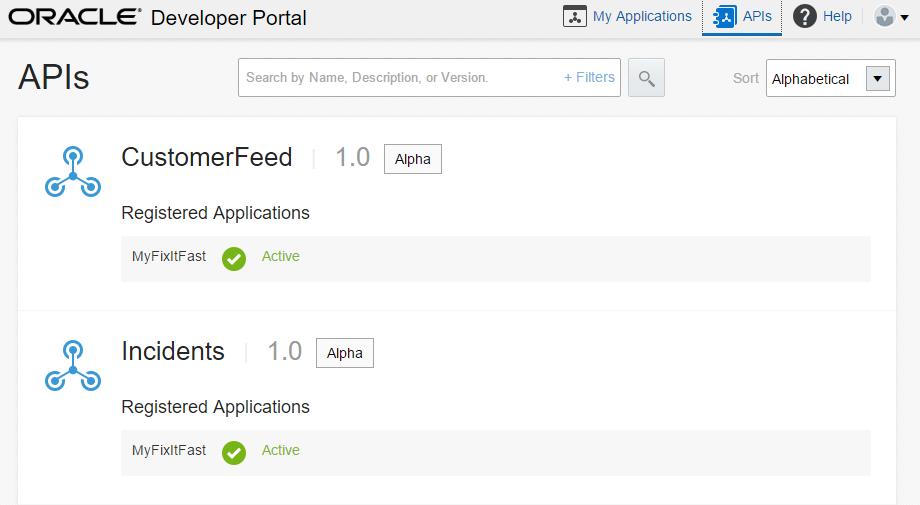 ORACLE® Developer Portal My Applications APIs ? Help
APIs Search by Name, Description, or Version. + Filters Sort Alphabetical
CustomerFeed 1.0 Alpha
Registered Applications
MyFixItFast Active
Incidents 1.0 Alpha
Registered Applications
MyFixItFast Active